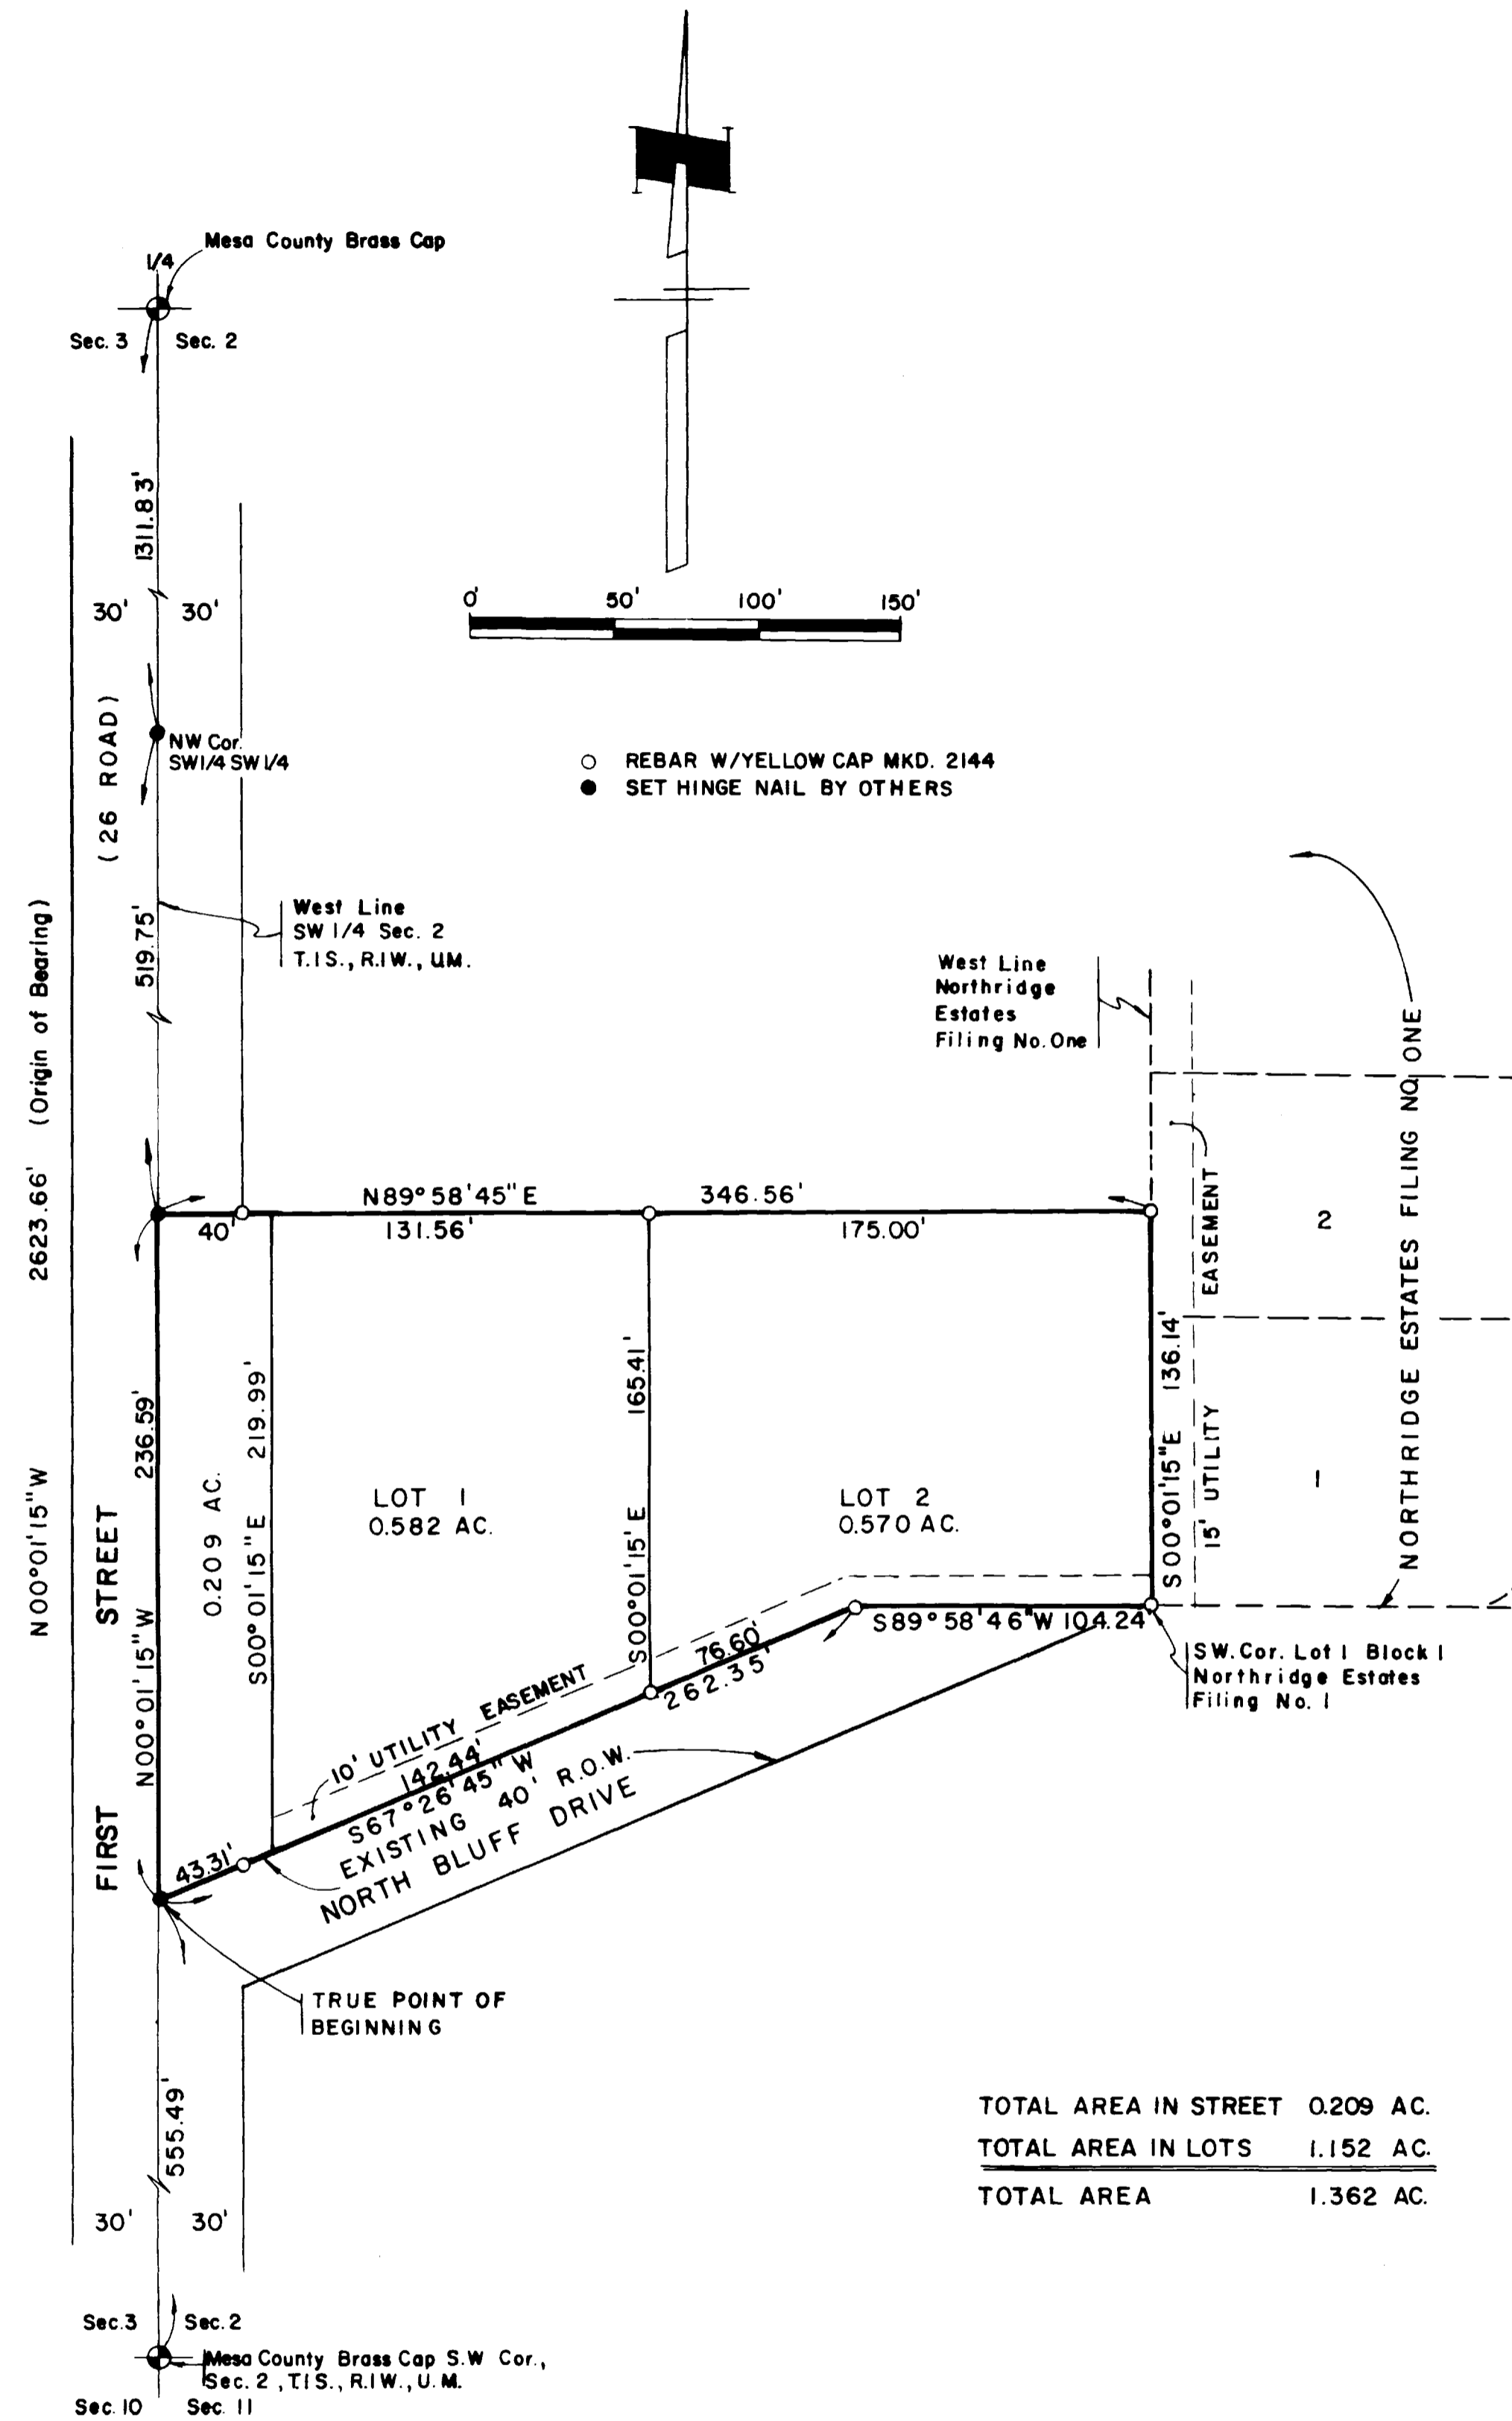 Mesa County Brass Cap
1/4
Sec. 3
Sec. 2
1311.83'
0'
50'
100'
150'
30'
30'
(26 ROAD)
NW Cor.
SW1/4 SW1/4
REBAR W/YELLOW CAP MKD. 2144
SET HINGE NAIL BY OTHERS
519.75'
West Line
SW 1/4 Sec. 2
T.1S., R.1W., U.M.
West Line
Northridge
Estates
Filing No. One
N00°01'15"W 2623.66' (Origin of Bearing)
NORTHRIDGE ESTATES FILING NO. ONE
N89°58'45"E
346.56'
40'
131.56'
175.00'
15' UTILITY EASEMENT
2
1
N00°01'15"W 236.59'
0.209 AC.
S00°01'15"E 219.99'
S00°01'15'E 165.41'
S00°01'15"E 136.14'
LOT 1
0.582 AC.
LOT 2
0.570 AC.
FIRST STREET
S89°58'46"W 104.24'
SW. Cor. Lot 1 Block 1
Northridge Estates
Filing No. 1
10' UTILITY EASEMENT
76.60'
262.35'
142.44'
S67°26'45"W
43.31'
EXISTING 40' R.O.W.
NORTH BLUFF DRIVE
TRUE POINT OF
BEGINNING
555.49'
TOTAL AREA IN STREET 0.209 AC.
TOTAL AREA IN LOTS 1.152 AC.
TOTAL AREA 1.362 AC.
30'
30'
Sec. 3
Sec. 2
Mesa County Brass Cap S.W Cor.,
Sec. 2, T.1S., R.1W., U.M.
Sec. 10
Sec. 11